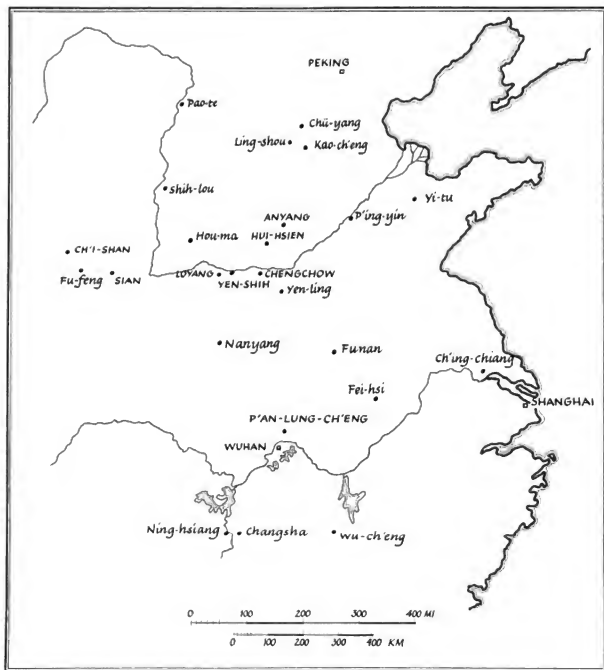 PEKING
Pao-te
Chü-yang
Ling-shou
Kao-ch'eng
Shih-lou
Yi-tu
P'ing-yin
ANYANG
Hou-ma
HUI-HSIEN
CH'I-SHAN
Fu-feng
SIAN
LOYANG
YEN-SHIH
CHENGCHOW
Yen-ling
Nanyang
Funan
Ch'ing-chiang
Fei-hsi
SHANGHAI
P'AN-LUNG-CH'ENG
WUHAN
Ning-hsiang
Changsha
Wu-ch'eng
0 100 200 300 400 MI
0 100 200 300 400 KM